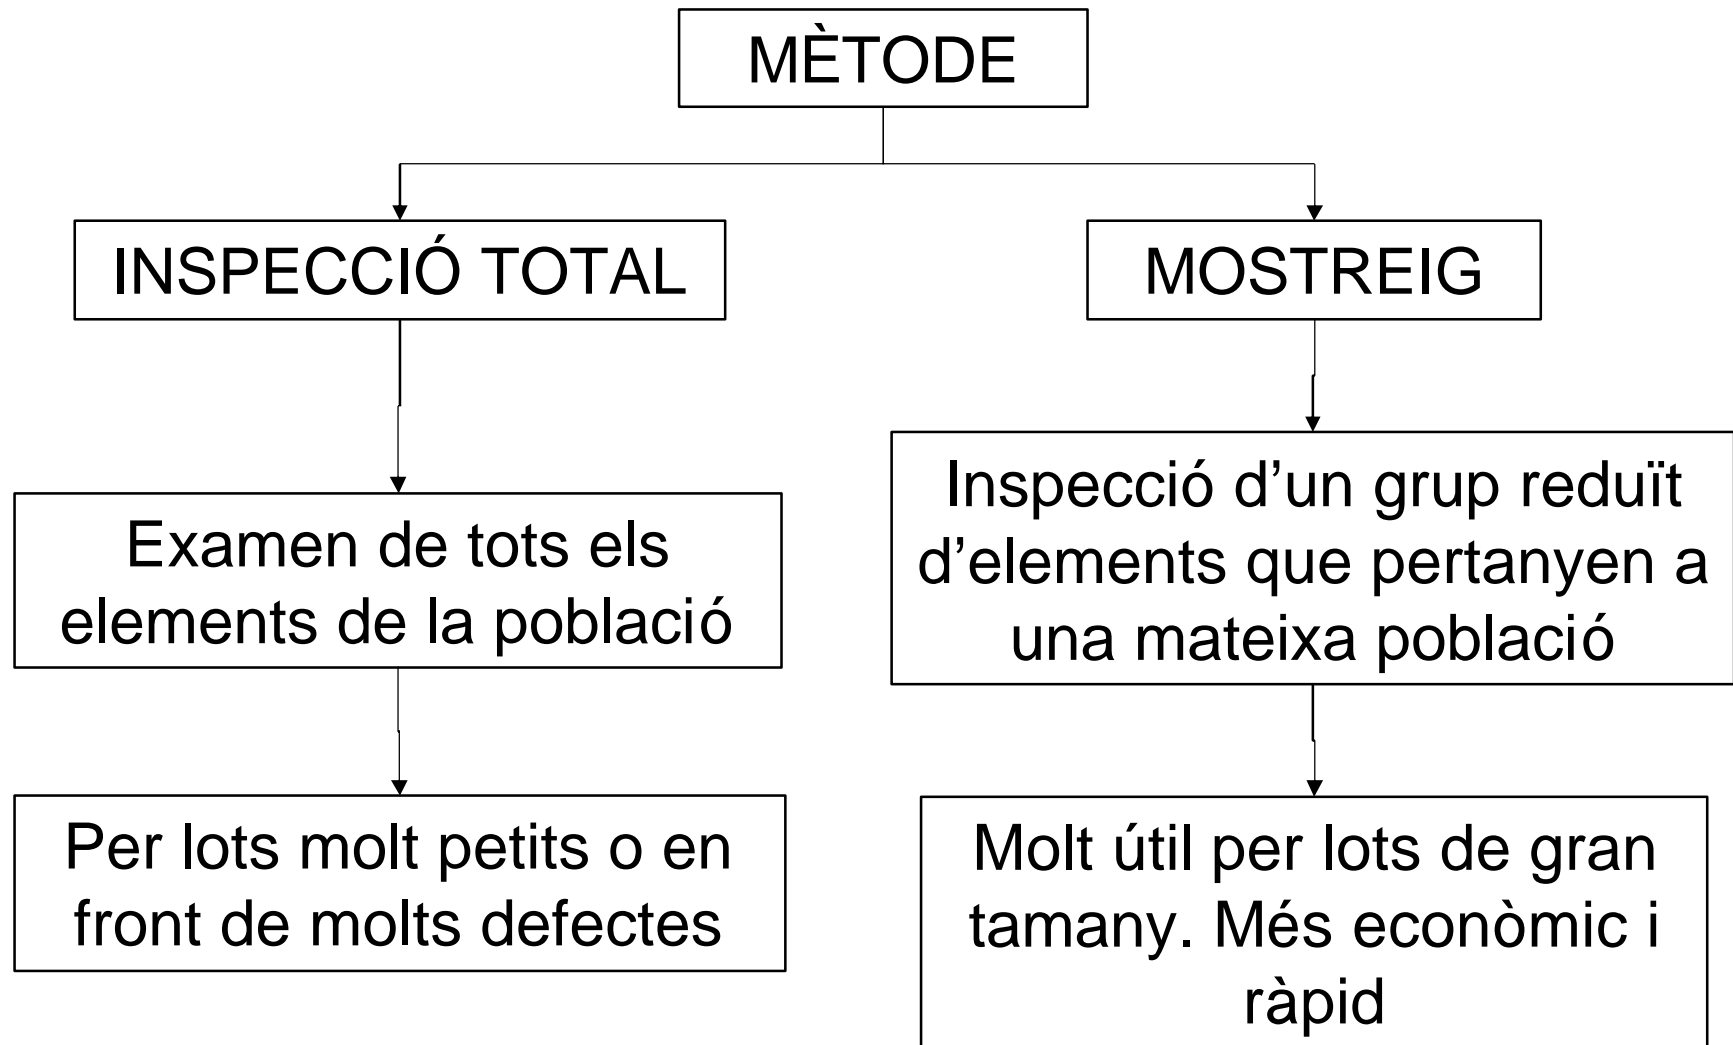 MÈTODE
INSPECCIÓ TOTAL
MOSTREIG
Examen de tots els
elements de la població
Inspecció d’un grup reduït
d’elements que pertanyen a
una mateixa població
Per lots molt petits o en
front de molts defectes
Molt útil per lots de gran
tamany. Més econòmic i
ràpid